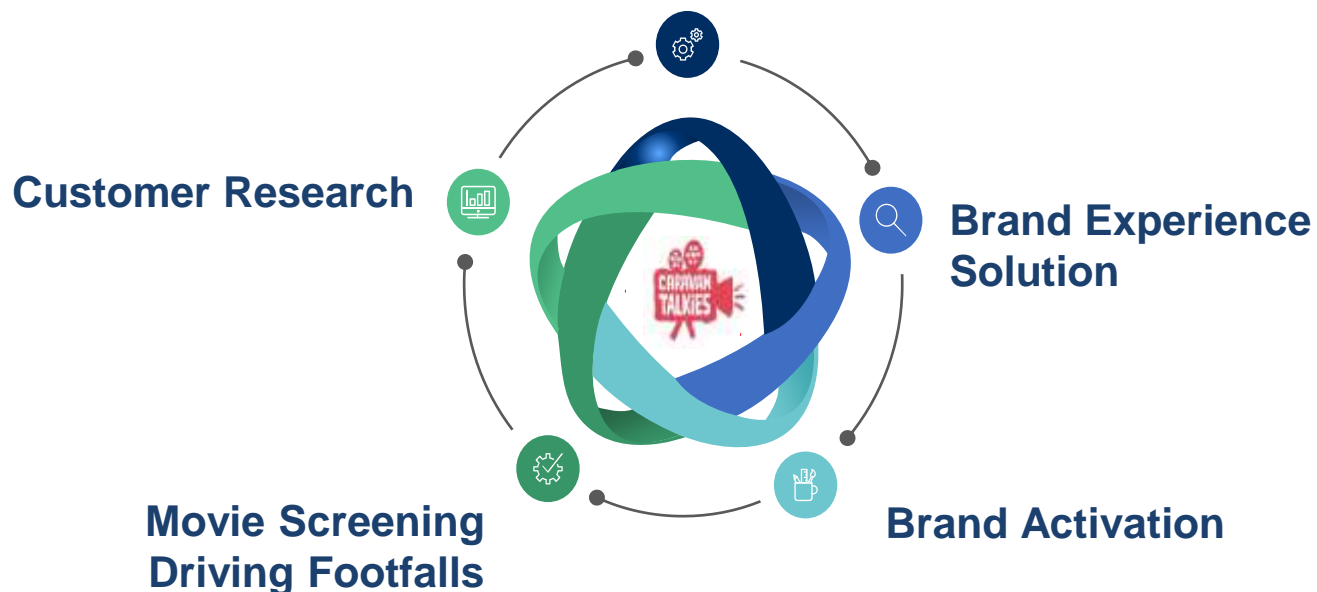 Customer Research
Brand Experience
Solution
CARAVAN
TALKIES
Movie Screening
Driving Footfalls
Brand Activation